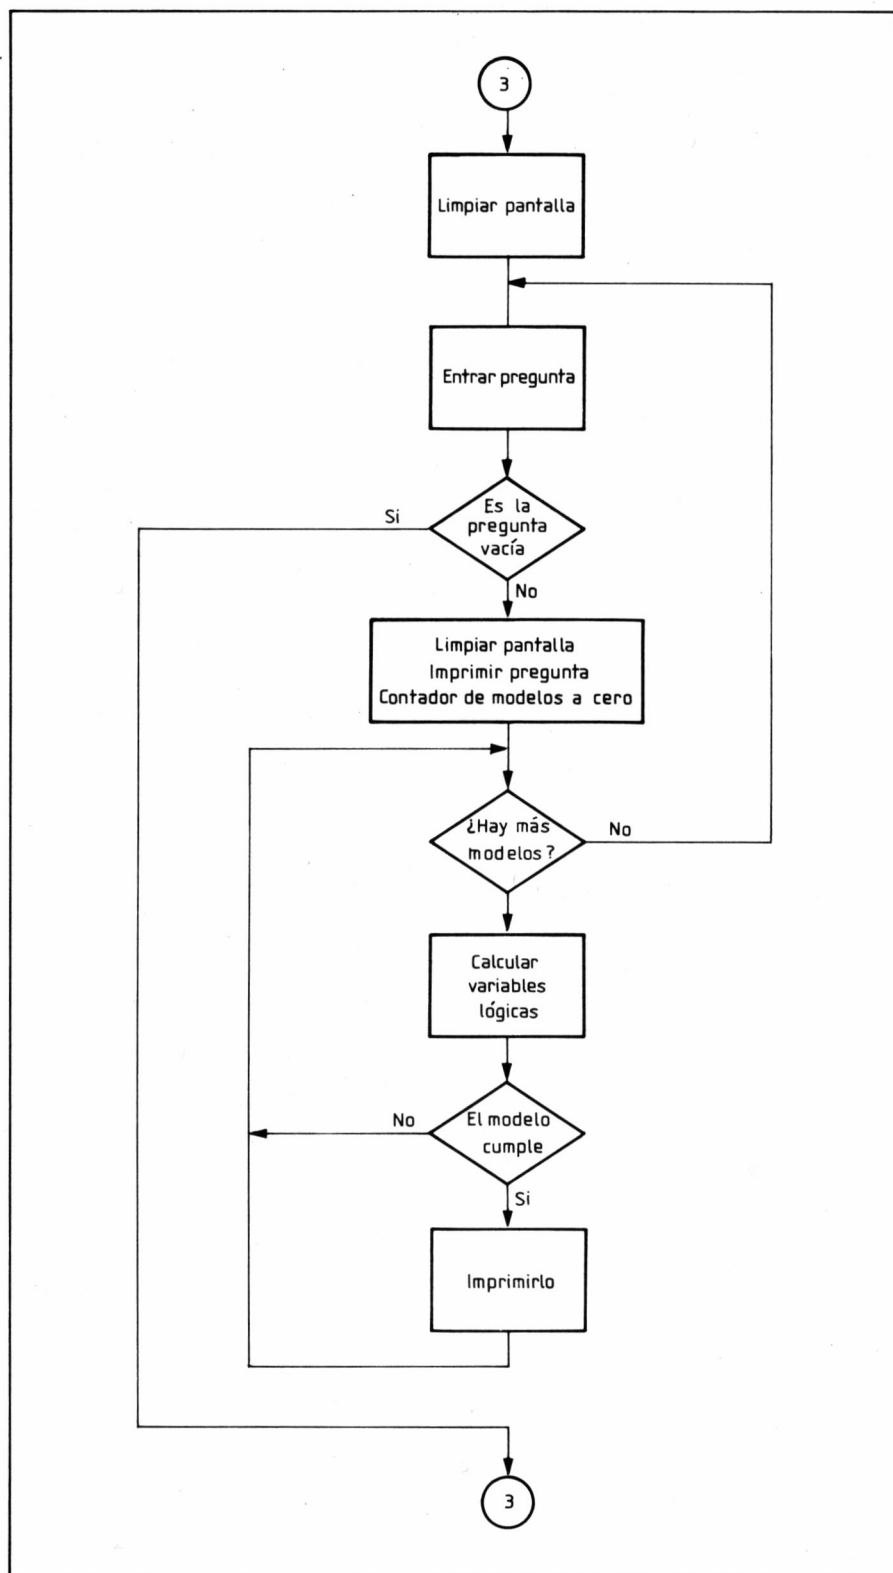 3
Limpiar pantalla
Entrar pregunta
Es la
pregunta
vacía
Si
No
Limpiar pantalla
Imprimir pregunta
Contador de modelos a cero
¿Hay más
modelos?
No
Calcular
variables
lógicas
El modelo
cumple
No
Si
Imprimirlo
3